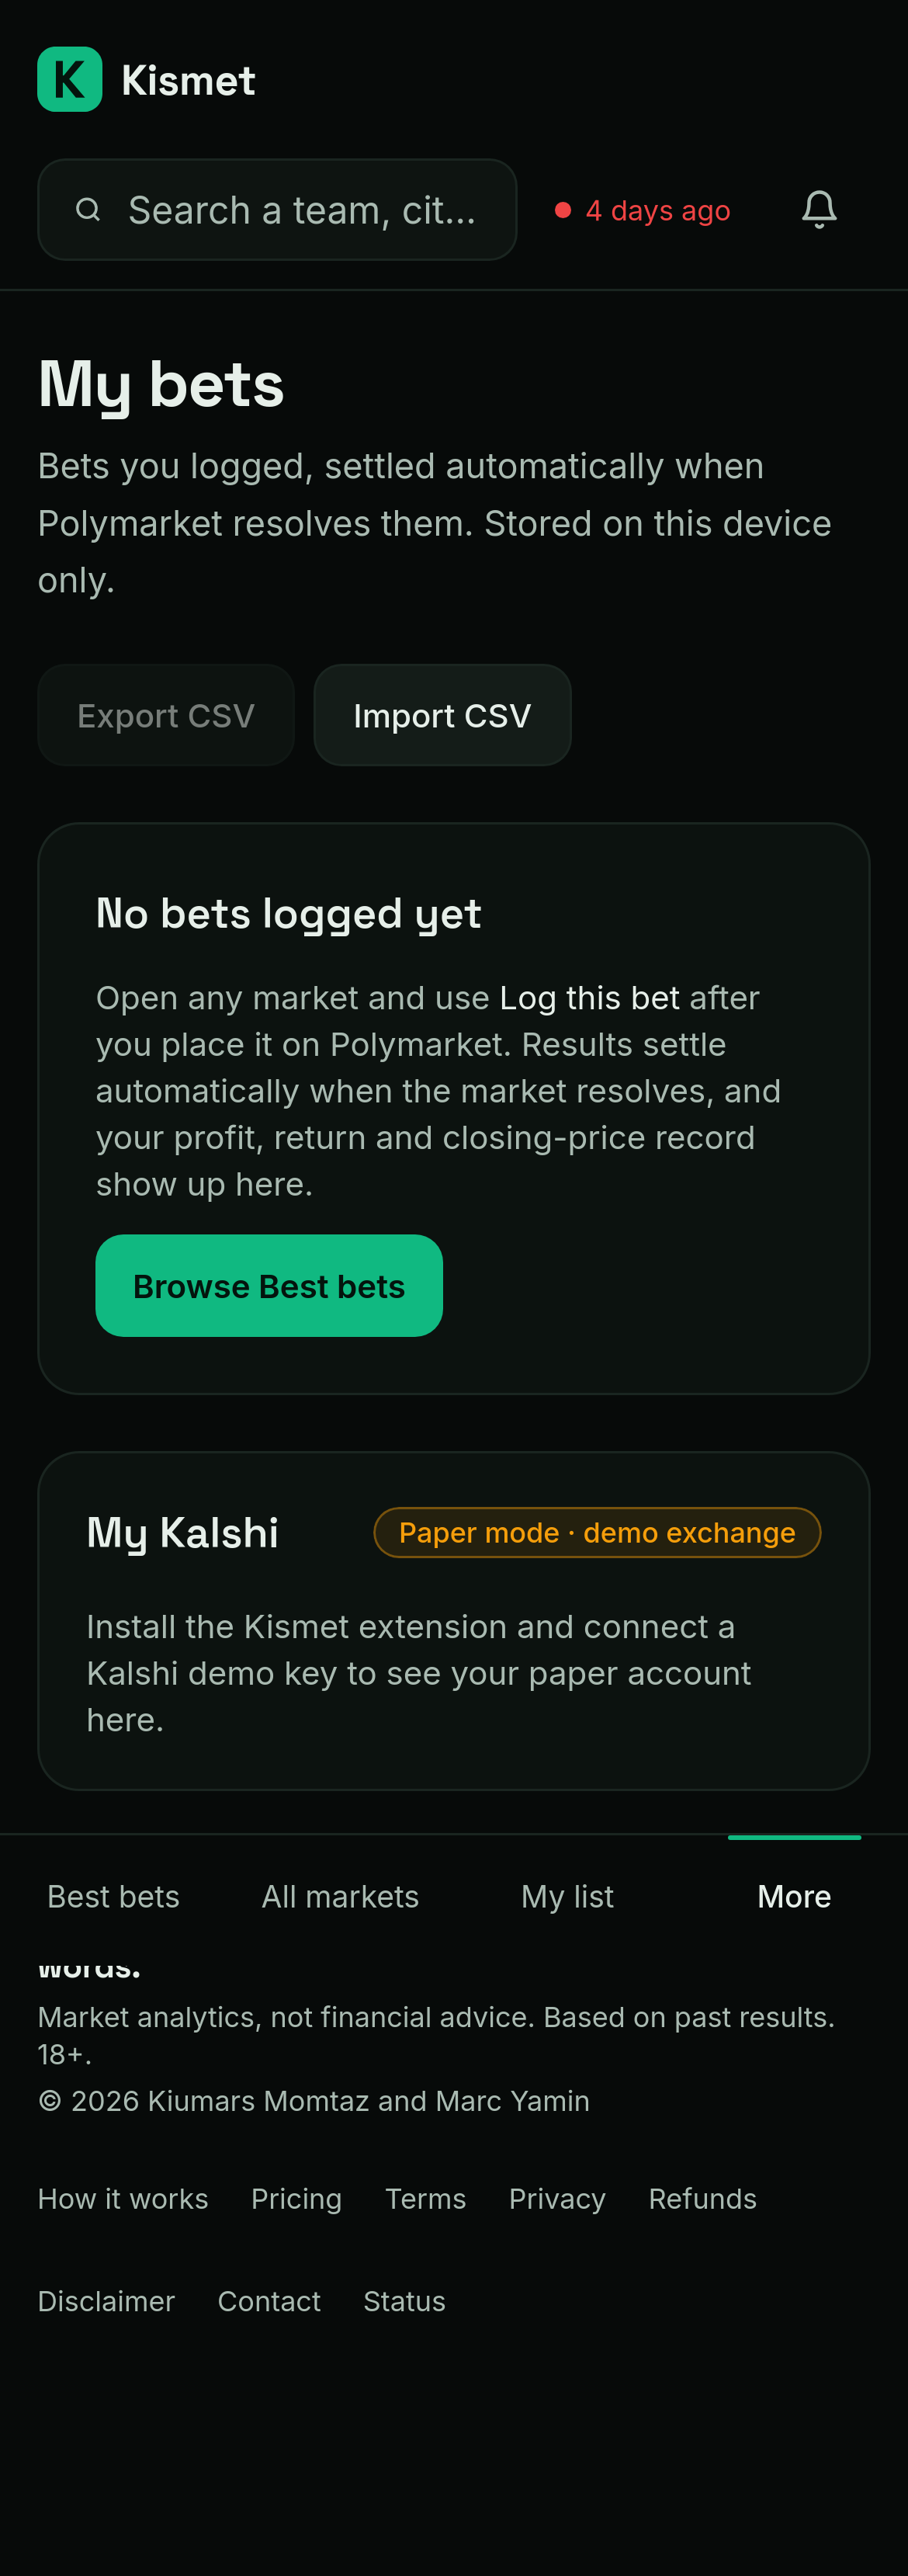 K Kismet
Search a team, cit...
4 days ago
My bets
Bets you logged, settled automatically when
Polymarket resolves them. Stored on this device
only.
Export CSV
Import CSV
No bets logged yet
Open any market and use Log this bet after
you place it on Polymarket. Results settle
automatically when the market resolves, and
your profit, return and closing-price record
show up here.
Browse Best bets
My Kalshi
Paper mode · demo exchange
Install the Kismet extension and connect a
Kalshi demo key to see your paper account
here.
Best bets
All markets
My list
More
words.
Market analytics, not financial advice. Based on past results.
18+.
© 2026 Kiumars Momtaz and Marc Yamin
How it works
Pricing
Terms
Privacy
Refunds
Disclaimer
Contact
Status